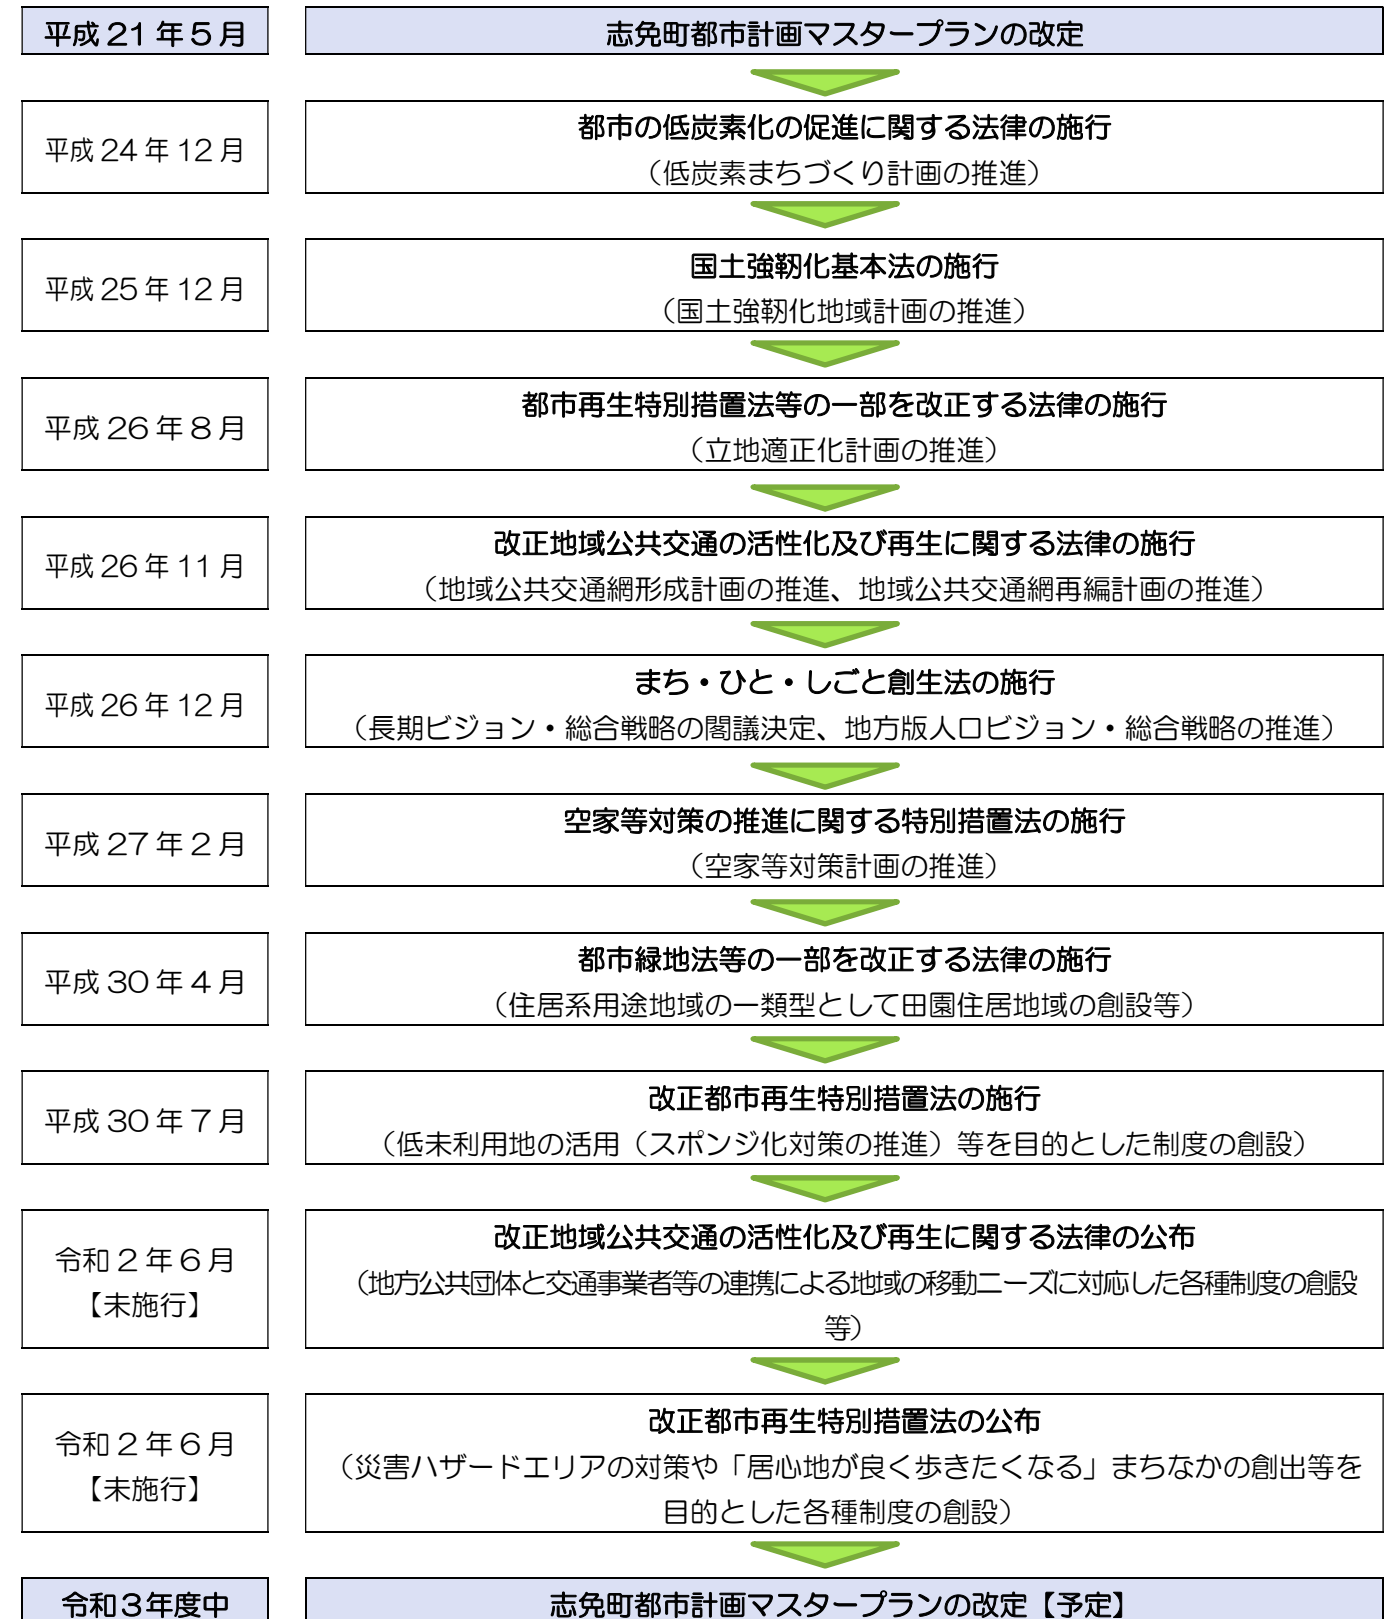 平成21年5月
志免町都市計画マスタープランの改定
平成24年12月
都市の低炭素化の促進に関する法律の施行
（低炭素まちづくり計画の推進）
平成25年12月
国土強靭化基本法の施行
（国土強靭化地域計画の推進）
平成26年8月
都市再生特別措置法等の一部を改正する法律の施行
（立地適正化計画の推進）
平成26年11月
改正地域公共交通の活性化及び再生に関する法律の施行
（地域公共交通網形成計画の推進、地域公共交通網再編計画の推進）
平成26年12月
まち・ひと・しごと創生法の施行
（長期ビジョン・総合戦略の閣議決定、地方版人口ビジョン・総合戦略の推進）
平成27年2月
空家等対策の推進に関する特別措置法の施行
（空家等対策計画の推進）
平成30年4月
都市緑地法等の一部を改正する法律の施行
（住居系用途地域の一類型として田園住居地域の創設等）
平成30年7月
改正都市再生特別措置法の施行
（低未利用地の活用（スポンジ化対策の推進）等を目的とした制度の創設）
令和2年6月
【未施行】
改正地域公共交通の活性化及び再生に関する法律の公布
（地方公共団体と交通事業者等の連携による地域の移動ニーズに対応した各種制度の創設
等）
令和2年6月
【未施行】
改正都市再生特別措置法の公布
（災害ハザードエリアの対策や「居心地が良く歩きたくなる」まちなかの創出等を
目的とした各種制度の創設）
令和3年度中
志免町都市計画マスタープランの改定【予定】